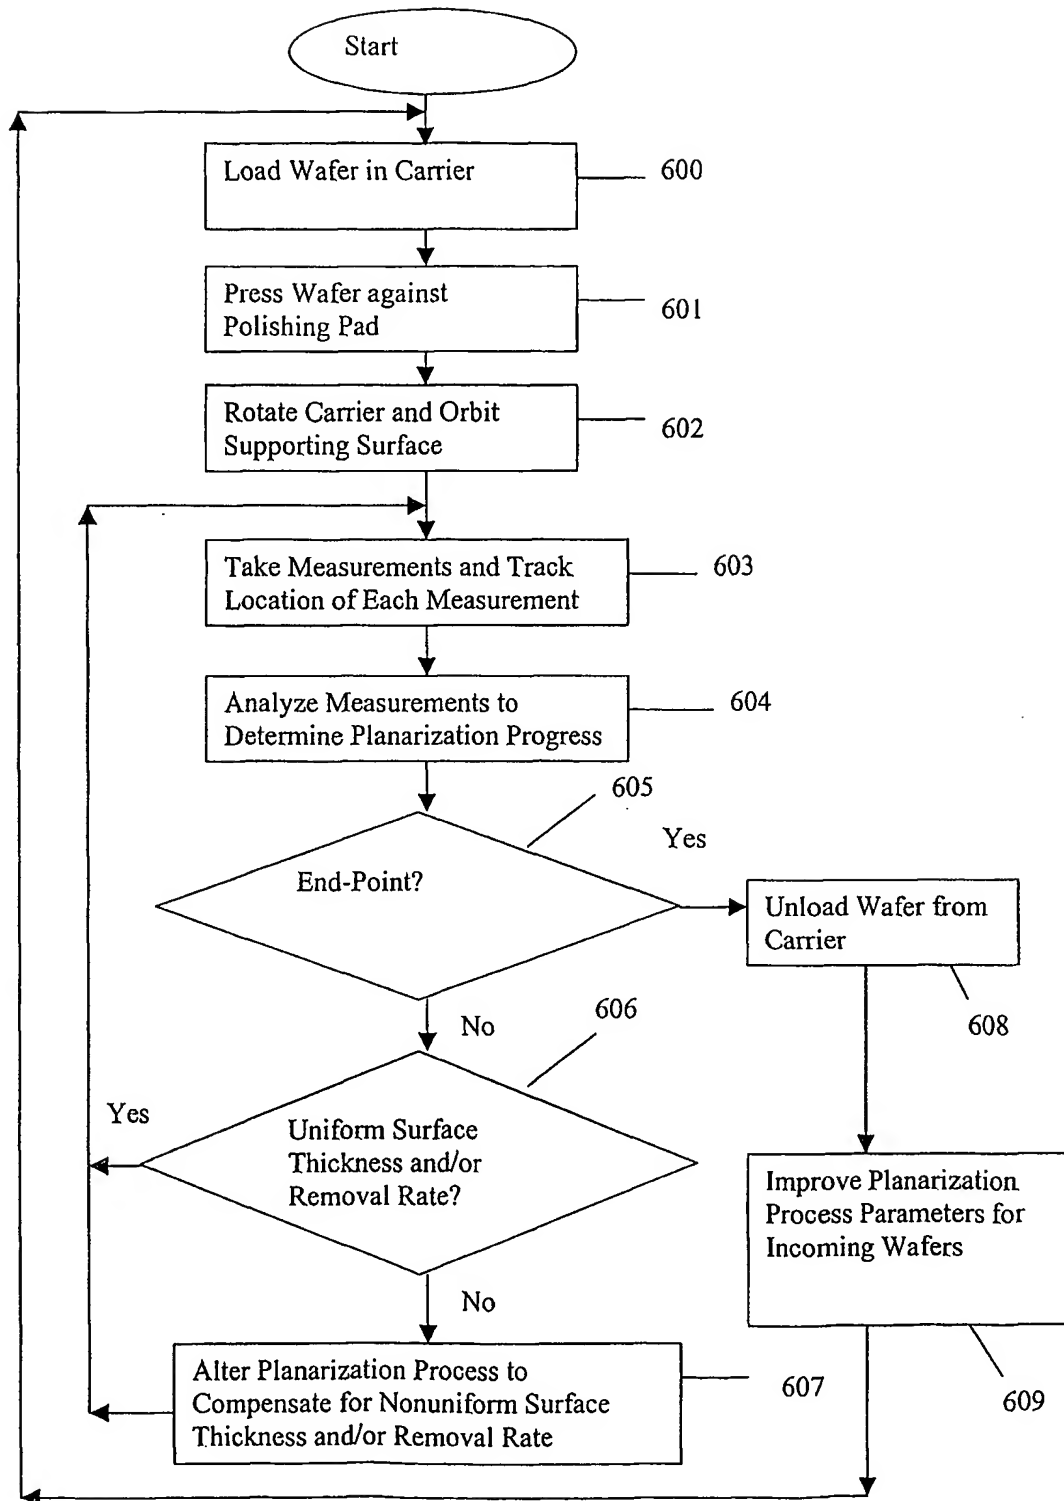 Start
Load Wafer in Carrier
600
Press Wafer against
Polishing Pad
601
Rotate Carrier and Orbit
Supporting Surface
602
Take Measurements and Track
Location of Each Measurement
603
Analyze Measurements to
Determine Planarization Progress
604
605
End-Point?
Yes
Unload Wafer from
Carrier
608
No
606
Uniform Surface
Thickness and/or
Removal Rate?
Yes
No
Improve Planarization
Process Parameters for
Incoming Wafers
609
Alter Planarization Process to
Compensate for Nonuniform Surface
Thickness and/or Removal Rate
607